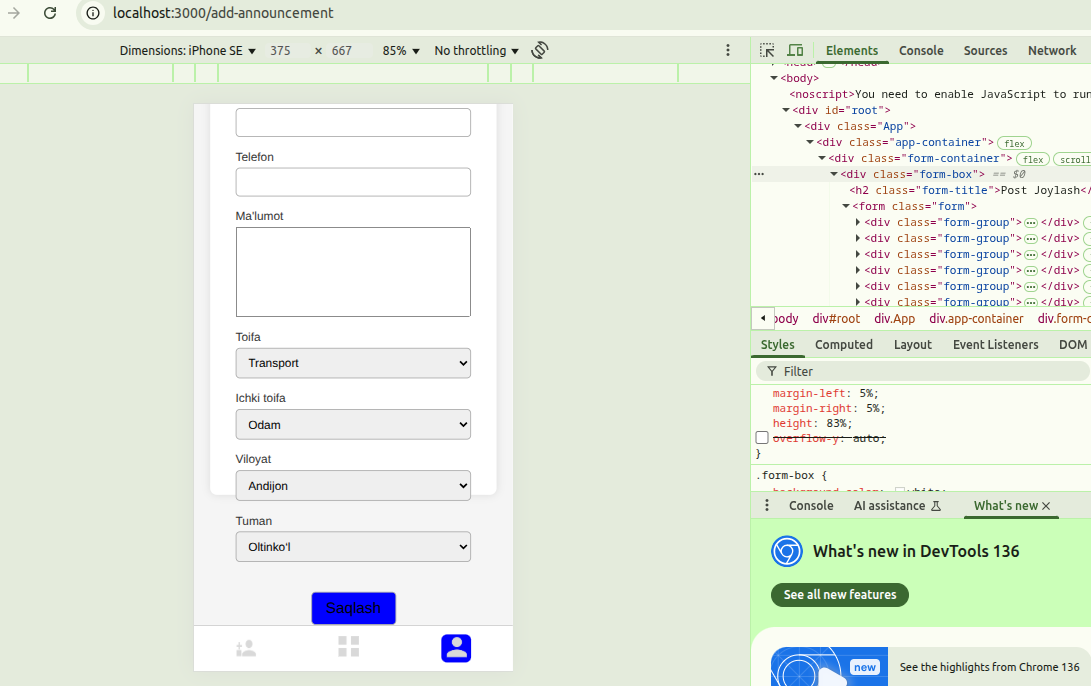 localhost:3000/add-announcement
Dimensions: iPhone SE 375 × 667 85% No throttling
Elements Console Sources Network
<body>
<noscript>You need to enable JavaScript to run
<div id="root">
<div class="App">
<div class="app-container"> flex
<div class="form-container"> flex scroll
<div class="form-box"> == $0
<h2 class="form-title">Post Joylash</
<form class="form">
<div class="form-group"> … </div>
<div class="form-group"> … </div>
<div class="form-group"> … </div>
<div class="form-group"> … </div>
<div class="form-group"> … </div>
<div class="form-group"> … </div>
body div#root div.App div.app-container div.form-c
Styles Computed Layout Event Listeners DOM
Filter
margin-left: 5%;
margin-right: 5%;
height: 83%;
overflow-y: auto;
}
.form-box {
background-color: white;
Console AI assistance What's new
What's new in DevTools 136
See all new features
new See the highlights from Chrome 136
Telefon
Ma'lumot
Toifa
Transport
Ichki toifa
Odam
Viloyat
Andijon
Tuman
Oltinko'l
Saqlash